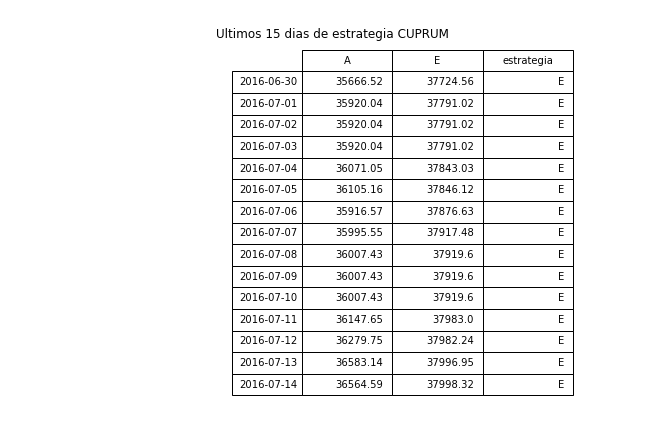 Ultimos 15 dias de estrategia CUPRUM
A E estrategia
2016-06-30 35666.52 37724.56 E
2016-07-01 35920.04 37791.02 E
2016-07-02 35920.04 37791.02 E
2016-07-03 35920.04 37791.02 E
2016-07-04 36071.05 37843.03 E
2016-07-05 36105.16 37846.12 E
2016-07-06 35916.57 37876.63 E
2016-07-07 35995.55 37917.48 E
2016-07-08 36007.43 37919.6 E
2016-07-09 36007.43 37919.6 E
2016-07-10 36007.43 37919.6 E
2016-07-11 36147.65 37983.0 E
2016-07-12 36279.75 37982.24 E
2016-07-13 36583.14 37996.95 E
2016-07-14 36564.59 37998.32 E